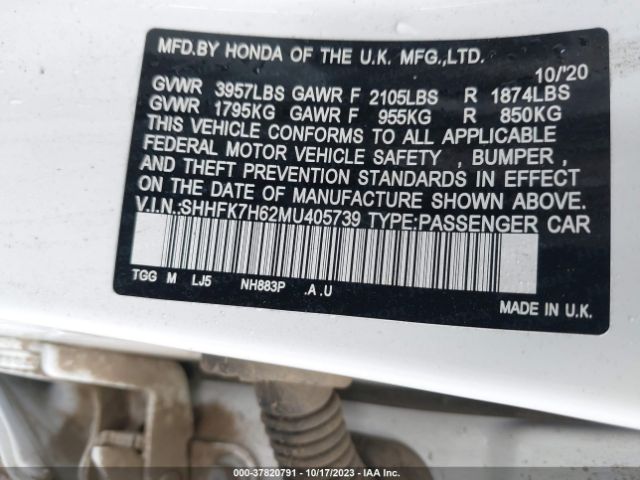 MFD.BY HONDA OF THE U.K. MFG.,LTD.
10/'20
GVWR 3957LBS GAWR F 2105LBS R 1874LBS
GVWR 1795KG GAWR F 955KG R 850KG
THIS VEHICLE CONFORMS TO ALL APPLICABLE
FEDERAL MOTOR VEHICLE SAFETY , BUMPER ,
AND THEFT PREVENTION STANDARDS IN EFFECT
ON THE DATE OF MANUFACTURE SHOWN ABOVE.
V.I.N.:SHHFK7H62MU405739 TYPE:PASSENGER CAR
TGG M LJ5 NH883P .A.U
MADE IN U.K.
000-37820791 - 10/17/2023 - IAA Inc.